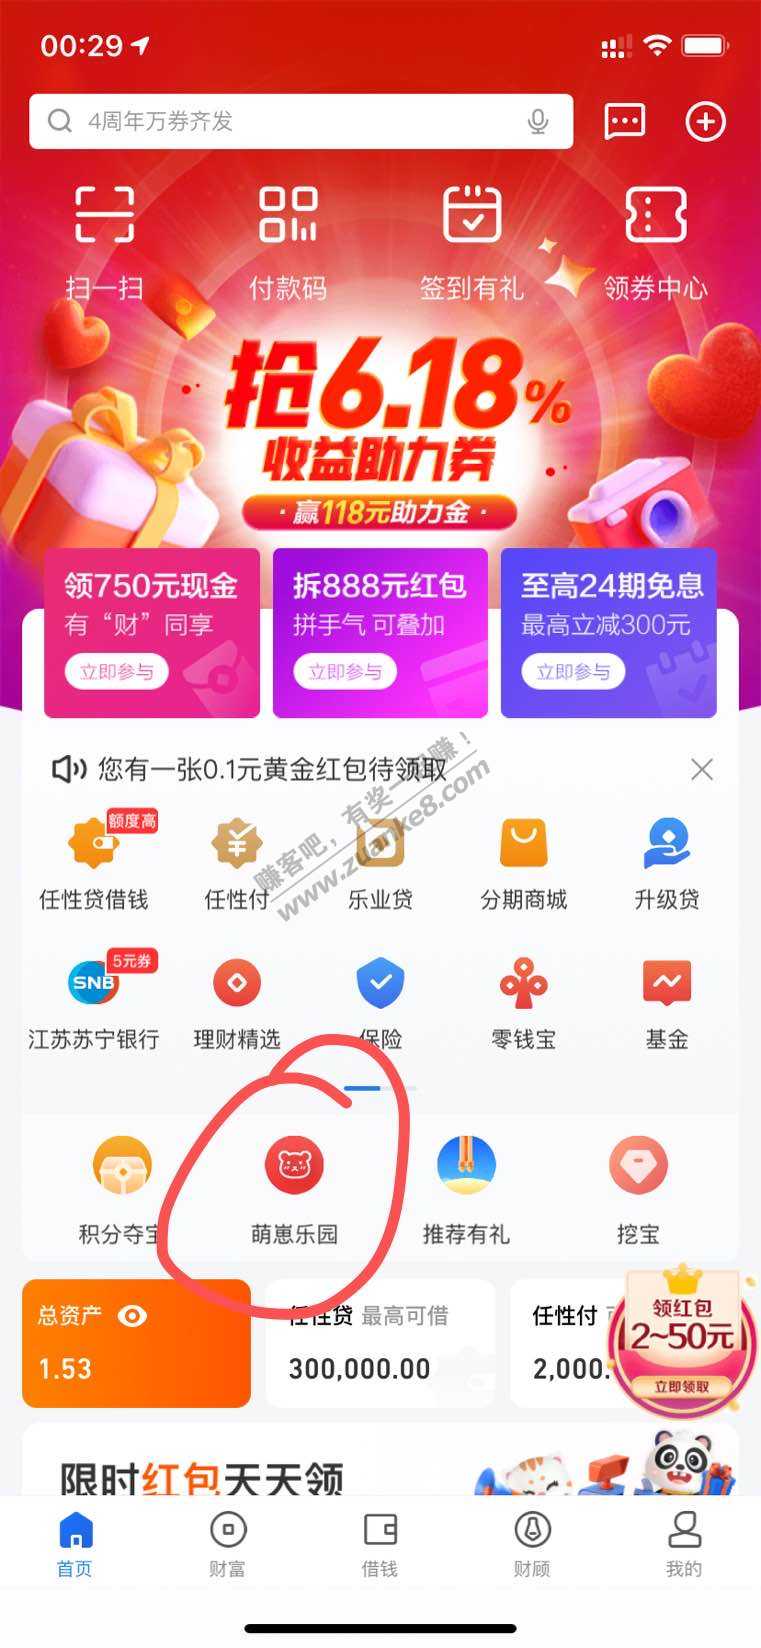 00:29
4周年万券齐发
扫一扫 付款码 签到有礼 领券中心
抢6.18%
收益助力券
·赢118元助力金·
领750元现金 拆888元红包 至高24期免息
有“财”同享 拼手气 可叠加 最高立减300元
立即参与 立即参与 立即参与
您有一张0.1元黄金红包待领取
赚客吧,有奖一起赚!
www.zuanke8.com
额度高
任性贷借钱 任性付 乐业贷 分期商城 升级贷
SNB 5元券
江苏苏宁银行 理财精选 保险 零钱宝 基金
积分夺宝 萌崽乐园 推荐有礼 挖宝
总资产 任性贷 最高可借 任性付
1.53 300,000.00 2,000.
领红包
2~50元
立即领取
限时红包天天领
首页 财富 借钱 财顾 我的